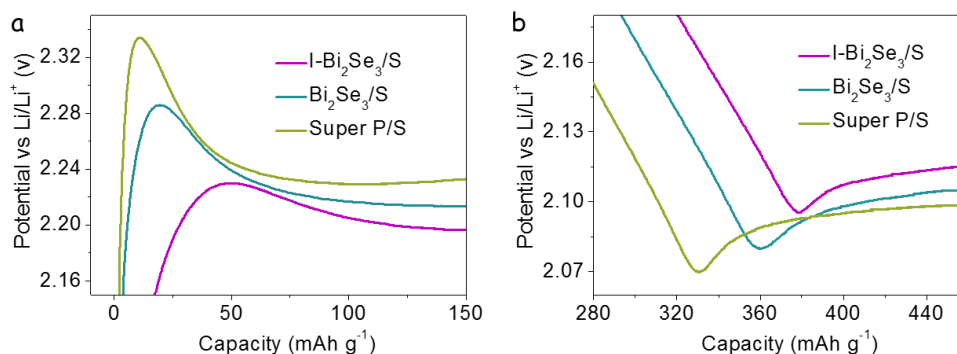 a
Potential vs Li/Li⁺ (v)
2.32
2.28
2.24
2.20
2.16
I-Bi₂Se₃/S
Bi₂Se₃/S
Super P/S
0
50
100
150
Capacity (mAh g⁻¹)
b
Potential vs Li/Li⁺ (v)
2.18
2.16
2.13
2.10
2.07
I-Bi₂Se₃/S
Bi₂Se₃/S
Super P/S
280
320
360
400
440
Capacity (mAh g⁻¹)